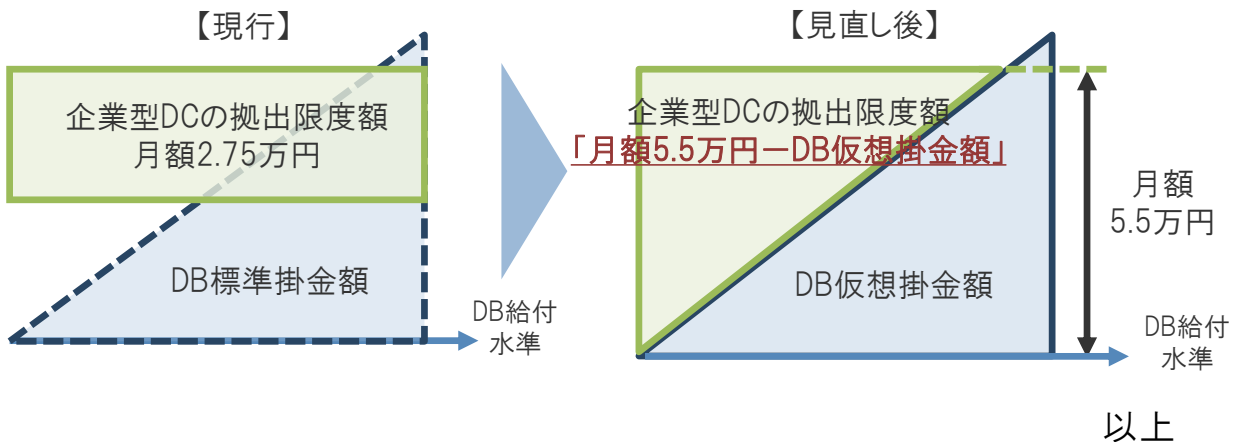 【現行】
企業型DCの拠出限度額
月額2.75万円
DB標準掛金額
DB給付
水準
【見直し後】
企業型DCの拠出限度額
「月額5.5万円－DB仮想掛金額」
DB仮想掛金額
月額
5.5万円
DB給付
水準
以上